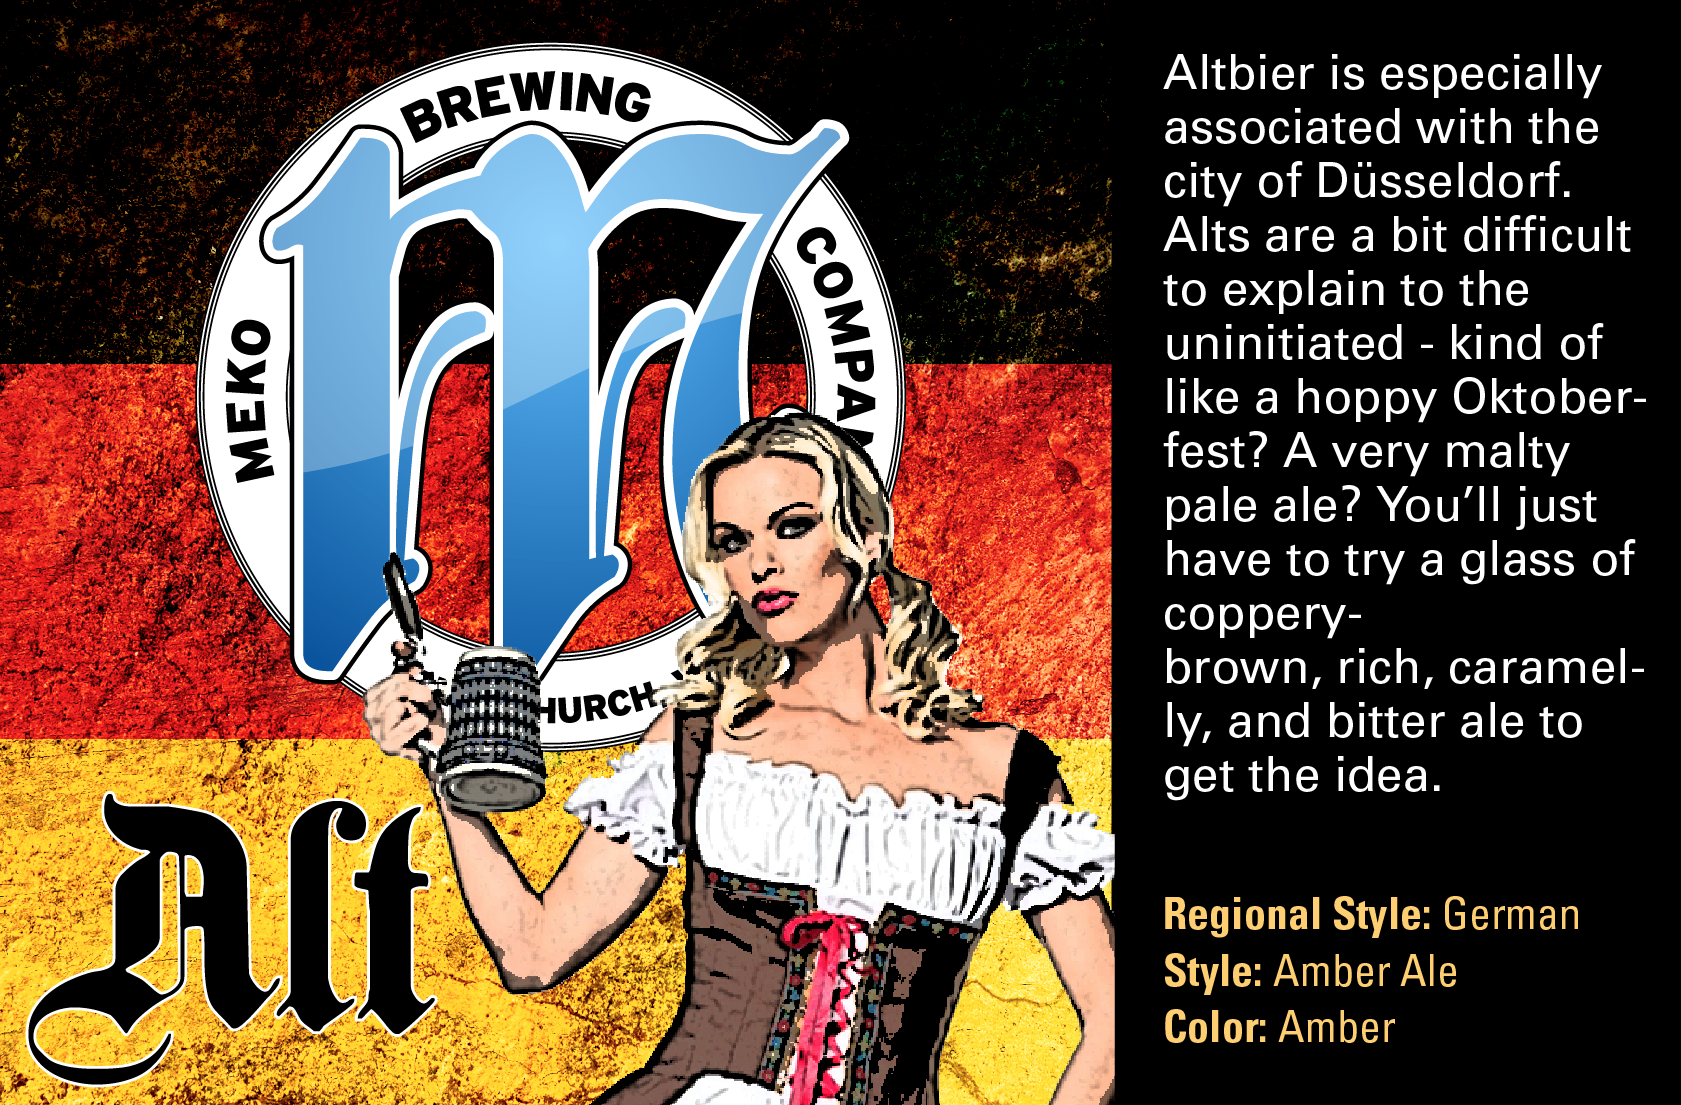 MEKO BREWING COMPA
HURCH
Alt
Altbier is especially
associated with the
city of Düsseldorf.
Alts are a bit difficult
to explain to the
uninitiated - kind of
like a hoppy Oktober-
fest? A very malty
pale ale? You’ll just
have to try a glass of
coppery-
brown, rich, caramel-
ly, and bitter ale to
get the idea.
Regional Style: German
Style: Amber Ale
Color: Amber